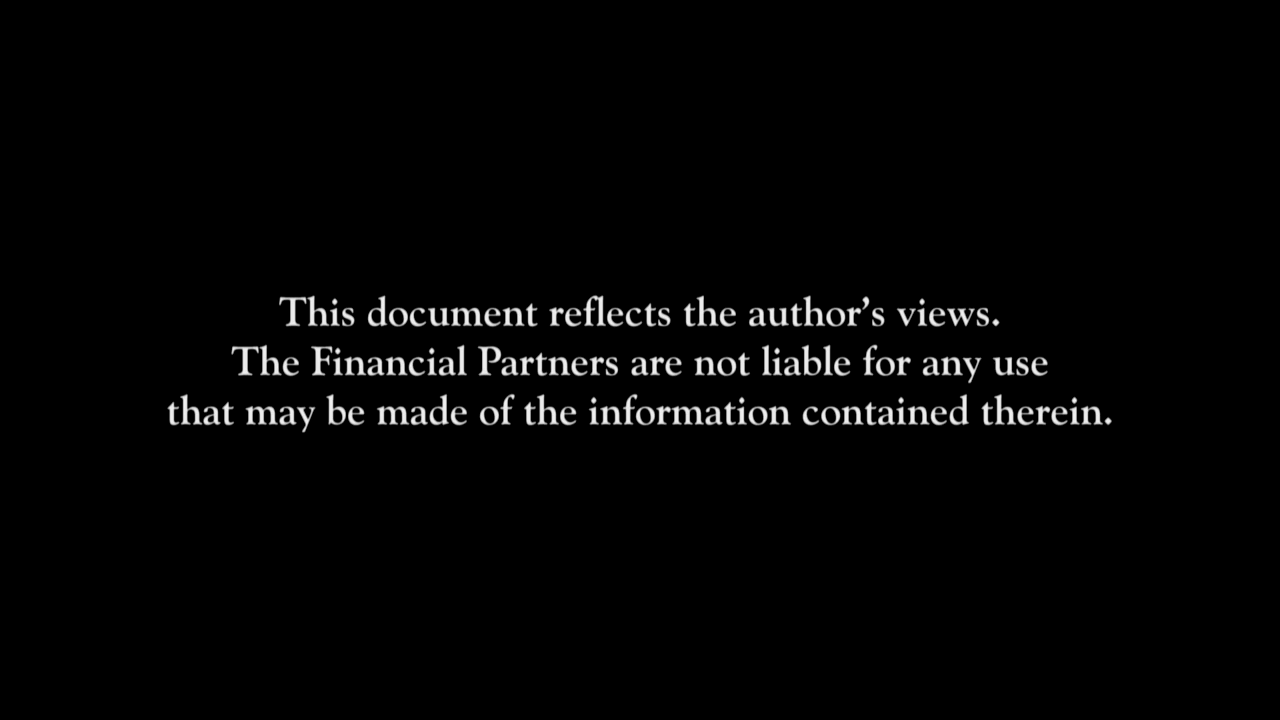 This document reflects the author’s views.
The Financial Partners are not liable for any use
that may be made of the information contained therein.